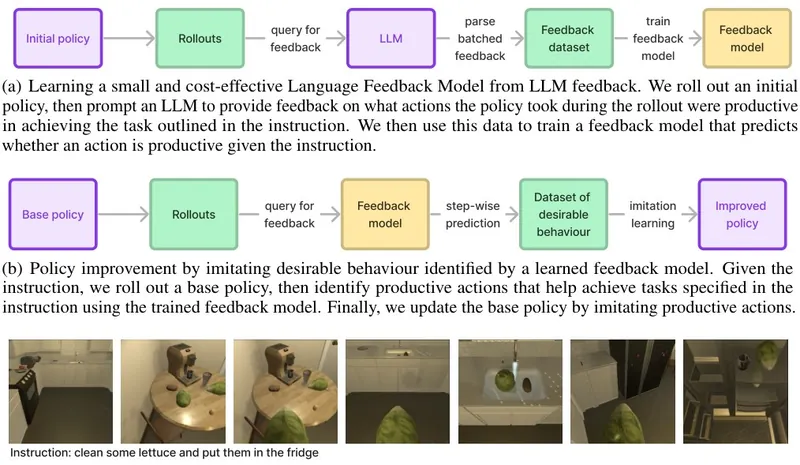 Initial policy
Rollouts
query for
feedback
LLM
parse
batched
feedback
Feedback
dataset
train
feedback
model
Feedback
model
(a) Learning a small and cost-effective Language Feedback Model from LLM feedback. We roll out an initial
policy, then prompt an LLM to provide feedback on what actions the policy took during the rollout were productive
in achieving the task outlined in the instruction. We then use this data to train a feedback model that predicts
whether an action is productive given the instruction.
Base policy
Rollouts
query for
feedback
Feedback
model
step-wise
prediction
Dataset of
desirable
behaviour
imitation
learning
Improved
policy
(b) Policy improvement by imitating desirable behaviour identified by a learned feedback model. Given the
instruction, we roll out a base policy, then identify productive actions that help achieve tasks specified in the
instruction using the trained feedback model. Finally, we update the base policy by imitating productive actions.
Instruction: clean some lettuce and put them in the fridge